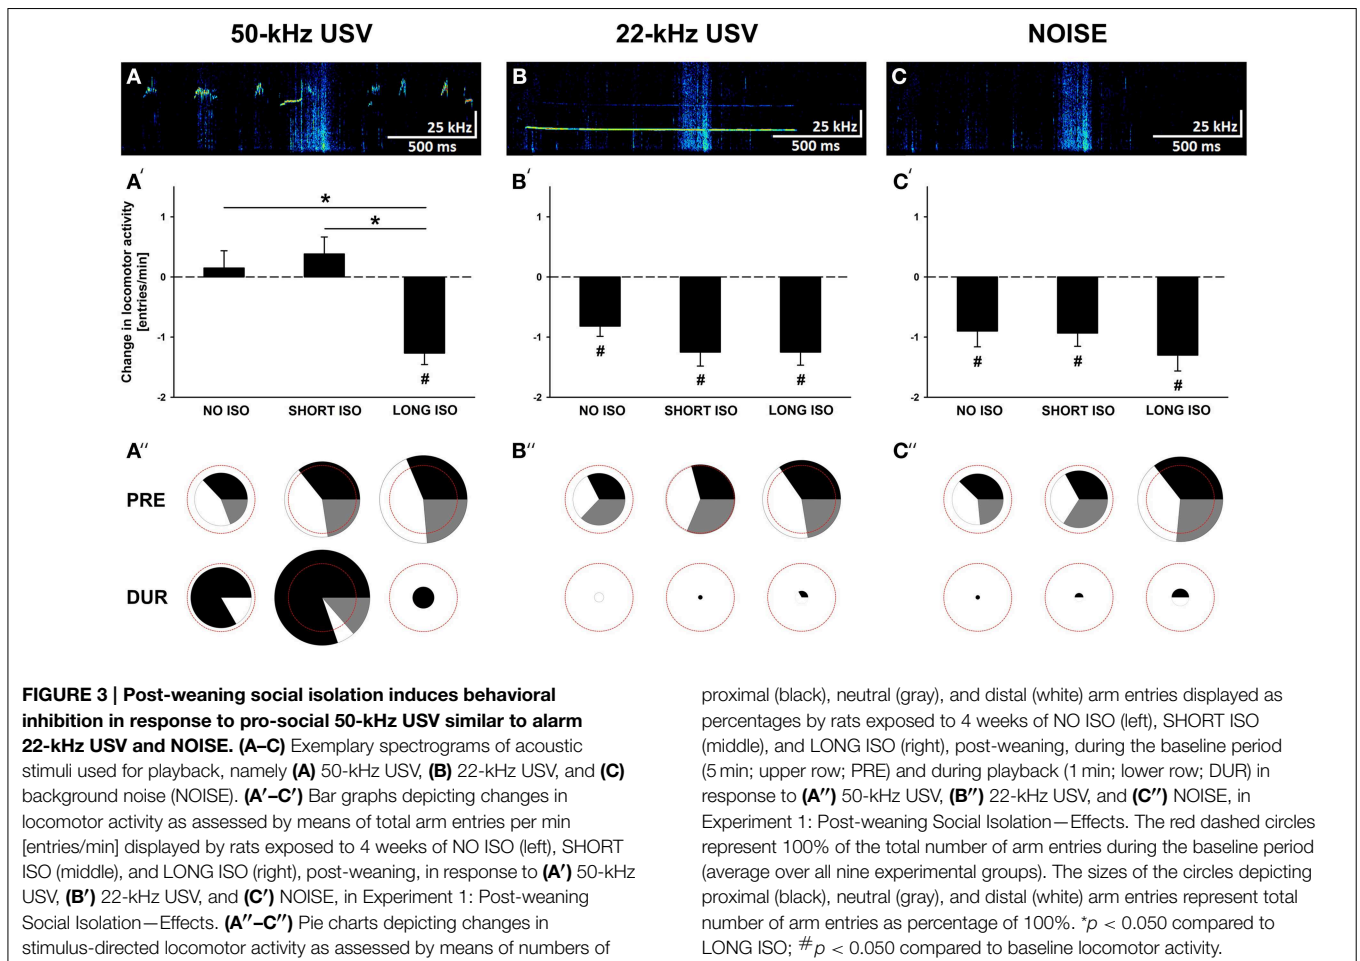 50-kHz USV
22-kHz USV
NOISE
A
25 kHz
500 ms
B
25 kHz
500 ms
C
25 kHz
500 ms
A′
Change in locomotor activity
[entries/min]
1
0
-1
-2
*
*
#
NO ISO SHORT ISO LONG ISO
B′
1
0
-1
-2
#
#
#
NO ISO SHORT ISO LONG ISO
C′
1
0
-1
-2
#
#
#
NO ISO SHORT ISO LONG ISO
A″
B″
C″
PRE
DUR
FIGURE 3 | Post-weaning social isolation induces behavioral
inhibition in response to pro-social 50-kHz USV similar to alarm
22-kHz USV and NOISE. (A–C) Exemplary spectrograms of acoustic
stimuli used for playback, namely (A) 50-kHz USV, (B) 22-kHz USV, and (C)
background noise (NOISE). (A′–C′) Bar graphs depicting changes in
locomotor activity as assessed by means of total arm entries per min
[entries/min] displayed by rats exposed to 4 weeks of NO ISO (left), SHORT
ISO (middle), and LONG ISO (right), post-weaning, in response to (A′) 50-kHz
USV, (B′) 22-kHz USV, and (C′) NOISE, in Experiment 1: Post-weaning
Social Isolation—Effects. (A″–C″) Pie charts depicting changes in
stimulus-directed locomotor activity as assessed by means of numbers of
proximal (black), neutral (gray), and distal (white) arm entries displayed as
percentages by rats exposed to 4 weeks of NO ISO (left), SHORT ISO
(middle), and LONG ISO (right), post-weaning, during the baseline period
(5 min; upper row; PRE) and during playback (1 min; lower row; DUR) in
response to (A″) 50-kHz USV, (B″) 22-kHz USV, and (C″) NOISE, in
Experiment 1: Post-weaning Social Isolation—Effects. The red dashed circles
represent 100% of the total number of arm entries during the baseline period
(average over all nine experimental groups). The sizes of the circles depicting
proximal (black), neutral (gray), and distal (white) arm entries represent total
number of arm entries as percentage of 100%. *p < 0.050 compared to
LONG ISO; #p < 0.050 compared to baseline locomotor activity.